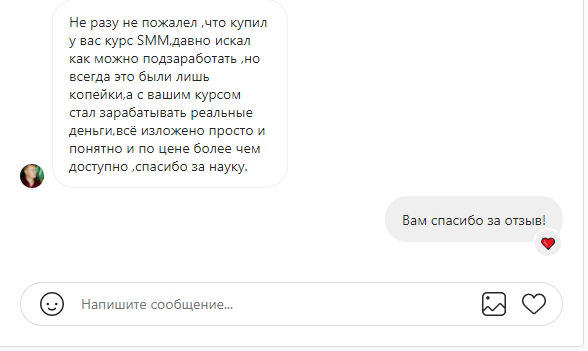 Не разу не пожалел ,что купил
у вас курс SMM,давно искал
как можно подзаработать ,но
всегда это были лишь
копейки,а с вашим курсом
стал зарабатывать реальные
деньги,всё изложено просто и
понятно и по цене более чем
доступно ,спасибо за науку.
Вам спасибо за отзыв!
Напишите сообщение...